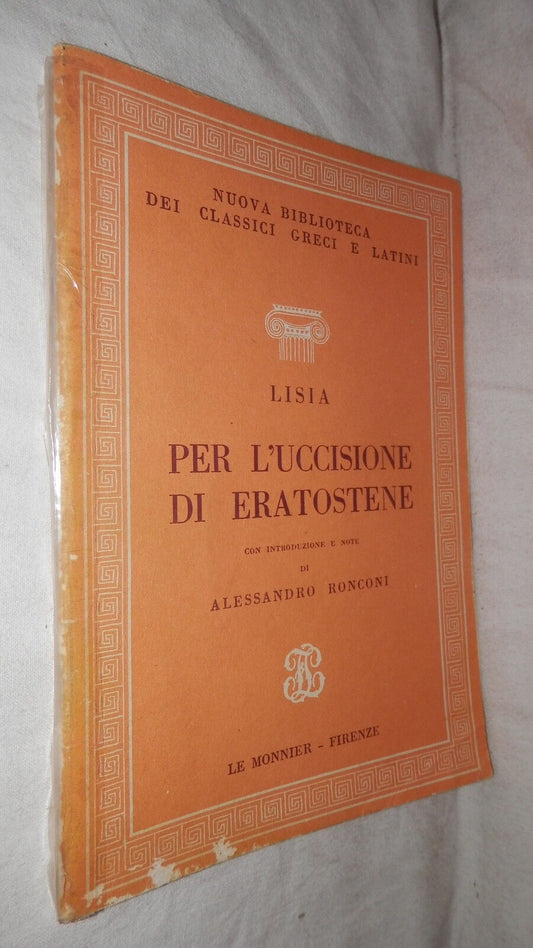 NUOVA BIBLIOTECA
DEI CLASSICI GRECI E LATINI
LISIA
PER L'UCCISIONE
DI ERATOSTENE
CON INTRODUZIONE E NOTE
DI
ALESSANDRO RONCONI
LE MONNIER - FIRENZE